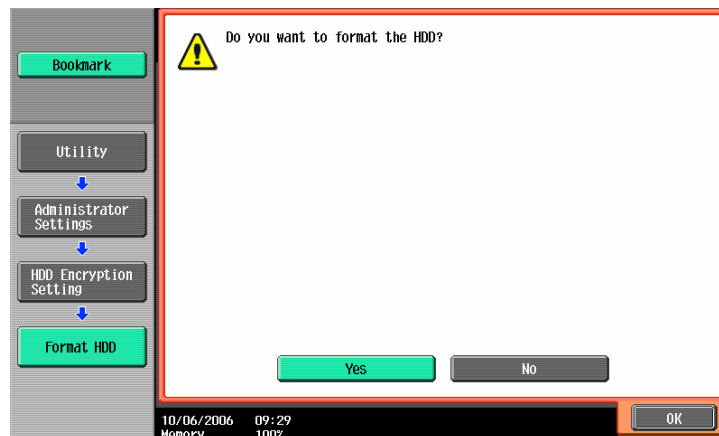 Bookmark
Utility
Administrator
Settings
HDD Encryption
Setting
Format HDD
Do you want to format the HDD?
Yes
No
10/06/2006 09:29
Memory 100%
OK